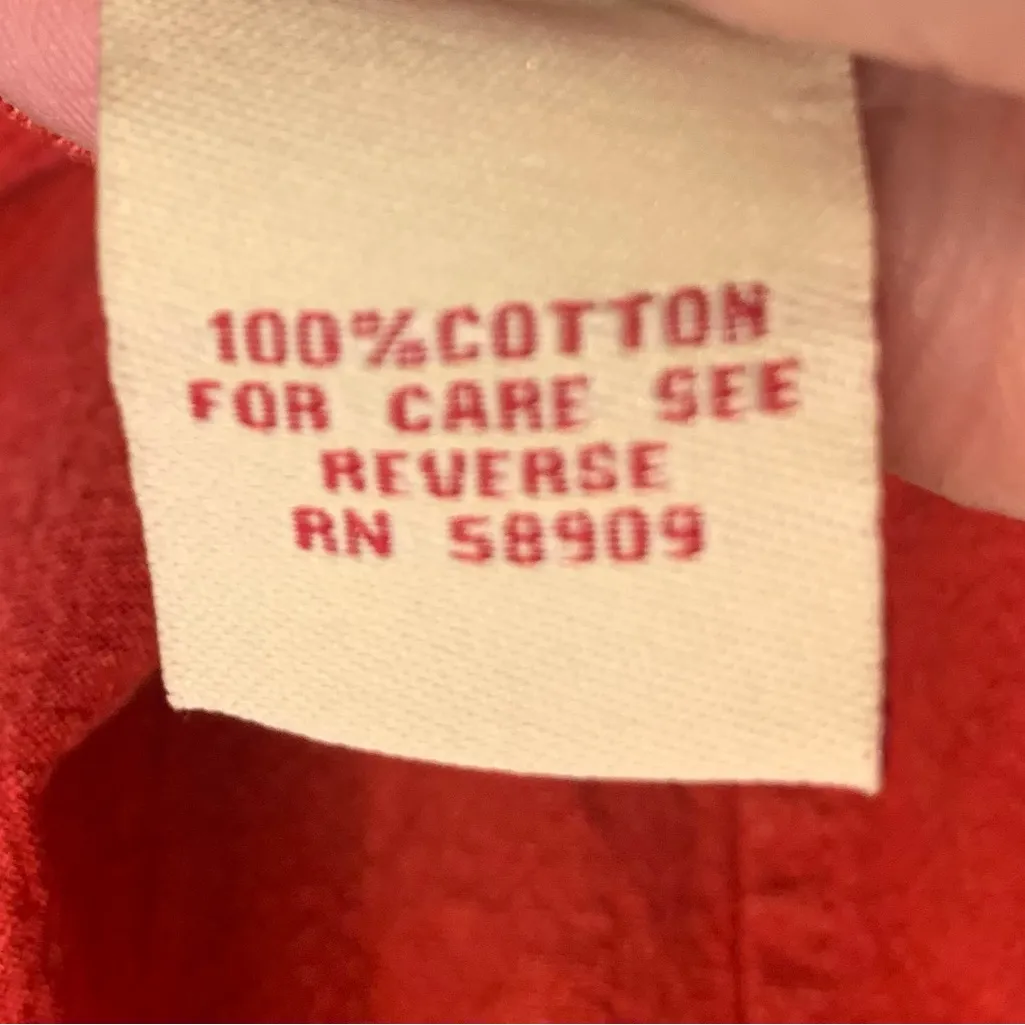 100%COTTON
FOR CARE SEE
REVERSE
RN 58909